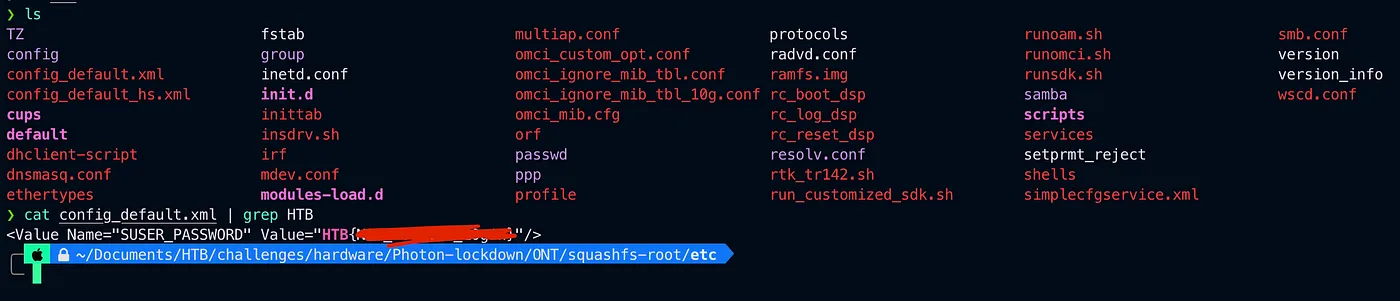 ❯ ls
TZ fstab multiap.conf protocols runoam.sh smb.conf
config group omci_custom_opt.conf radvd.conf runomci.sh version
config_default.xml inetd.conf omci_ignore_mib_tbl.conf ramfs.img runsdk.sh version_info
config_default_hs.xml init.d omci_ignore_mib_tbl_10g.conf rc_boot_dsp samba wscd.conf
cups inittab omci_mib.cfg rc_log_dsp scripts
default insdrv.sh orf rc_reset_dsp services
dhclient-script irf passwd resolv.conf setprmt_reject
dnsmasq.conf mdev.conf ppp rtk_tr142.sh shells
ethertypes modules-load.d profile run_customized_sdk.sh simplecfgservice.xml
❯ cat config_default.xml | grep HTB
<Value Name="SUSER_PASSWORD" Value="HTB{ }"/>
~/Documents/HTB/challenges/hardware/Photon-lockdown/ONT/squashfs-root/etc